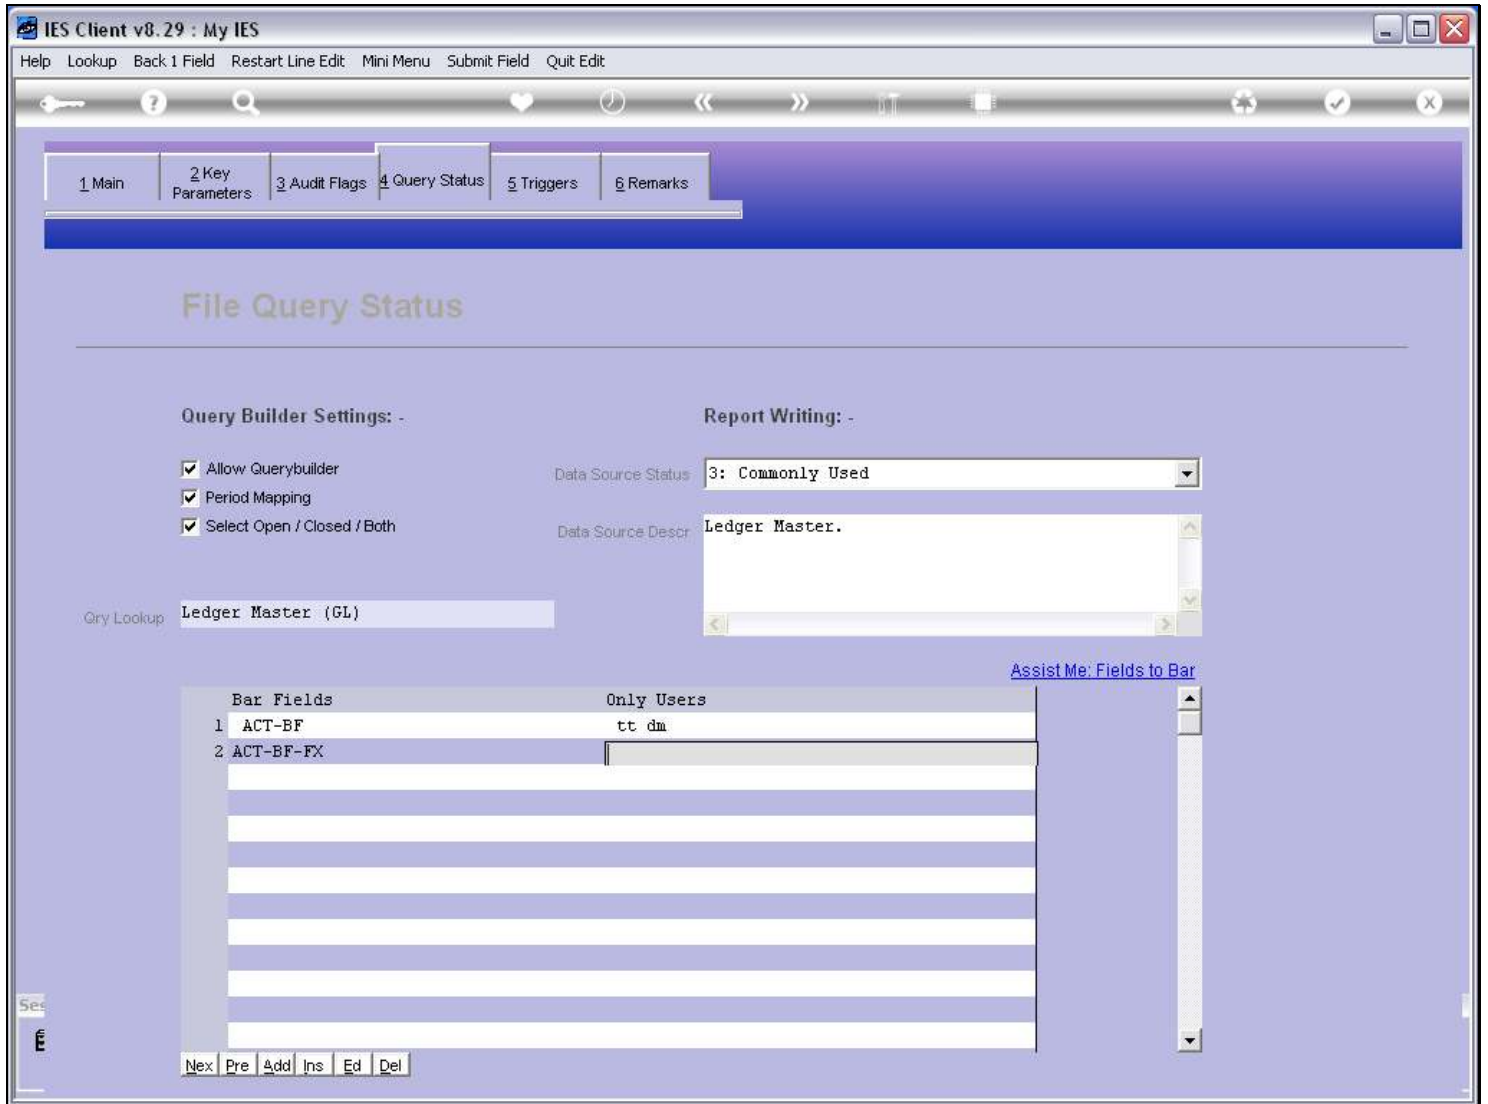 IES Client v8.29 : My IES
Help Lookup Back 1 Field Restart Line Edit Mini Menu Submit Field Quit Edit
1 Main
2 Key Parameters
3 Audit Flags
4 Query Status
5 Triggers
6 Remarks
File Query Status
Query Builder Settings: -
Report Writing: -
Allow Querybuilder
Data Source Status 3: Commonly Used
Period Mapping
Select Open / Closed / Both
Data Source Descr Ledger Master.
Qry Lookup Ledger Master (GL)
Assist Me: Fields to Bar
Bar Fields Only Users
1 ACT-BF tt dm
2 ACT-BF-FX
Ses
Nex Pre Add Ins Ed Del